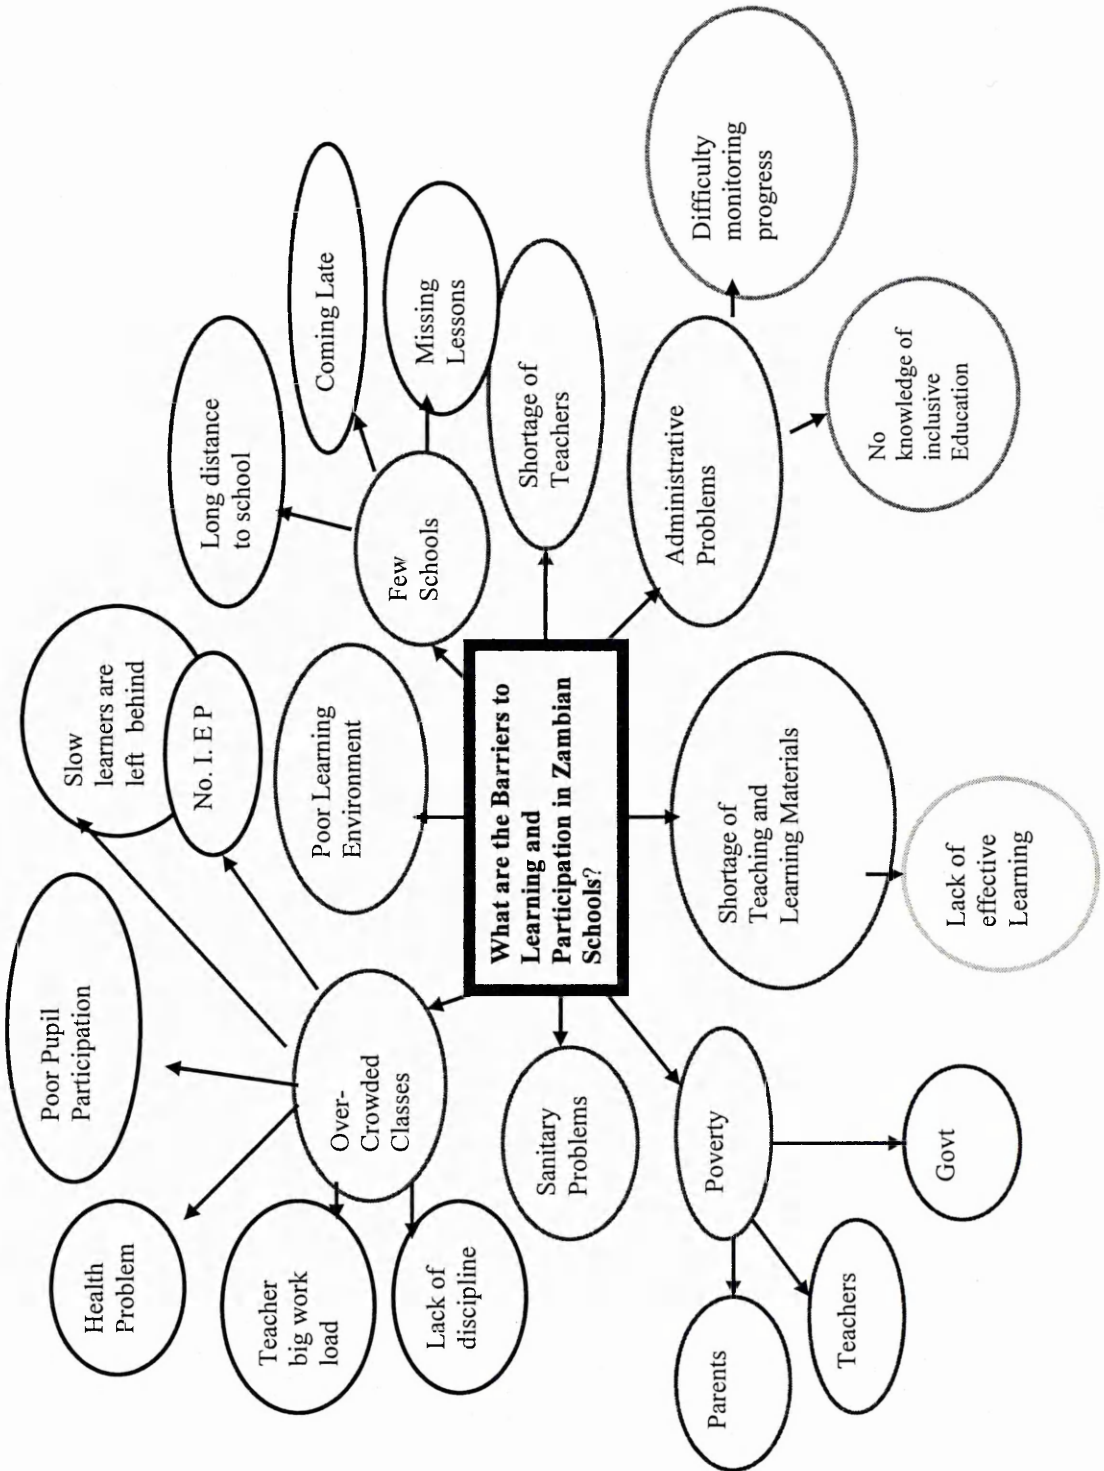 Health
Problem
Poor Pupil
Participation
Slow
learners are
left behind
No. I. E P
Long distance
to school
Coming Late
Missing
Lessons
Teacher
big work
load
Lack of
discipline
Over-
Crowded
Classes
Poor Learning
Environment
Few
Schools
Shortage of
Teachers
Sanitary
Problems
What are the Barriers to
Learning and
Participation in Zambian
Schools?
Administrative
Problems
Difficulty
monitoring
progress
Parents
Teachers
Poverty
Govt
Shortage of
Teaching and
Learning Materials
Lack of
effective
Learning
No
knowledge of
inclusive
Education